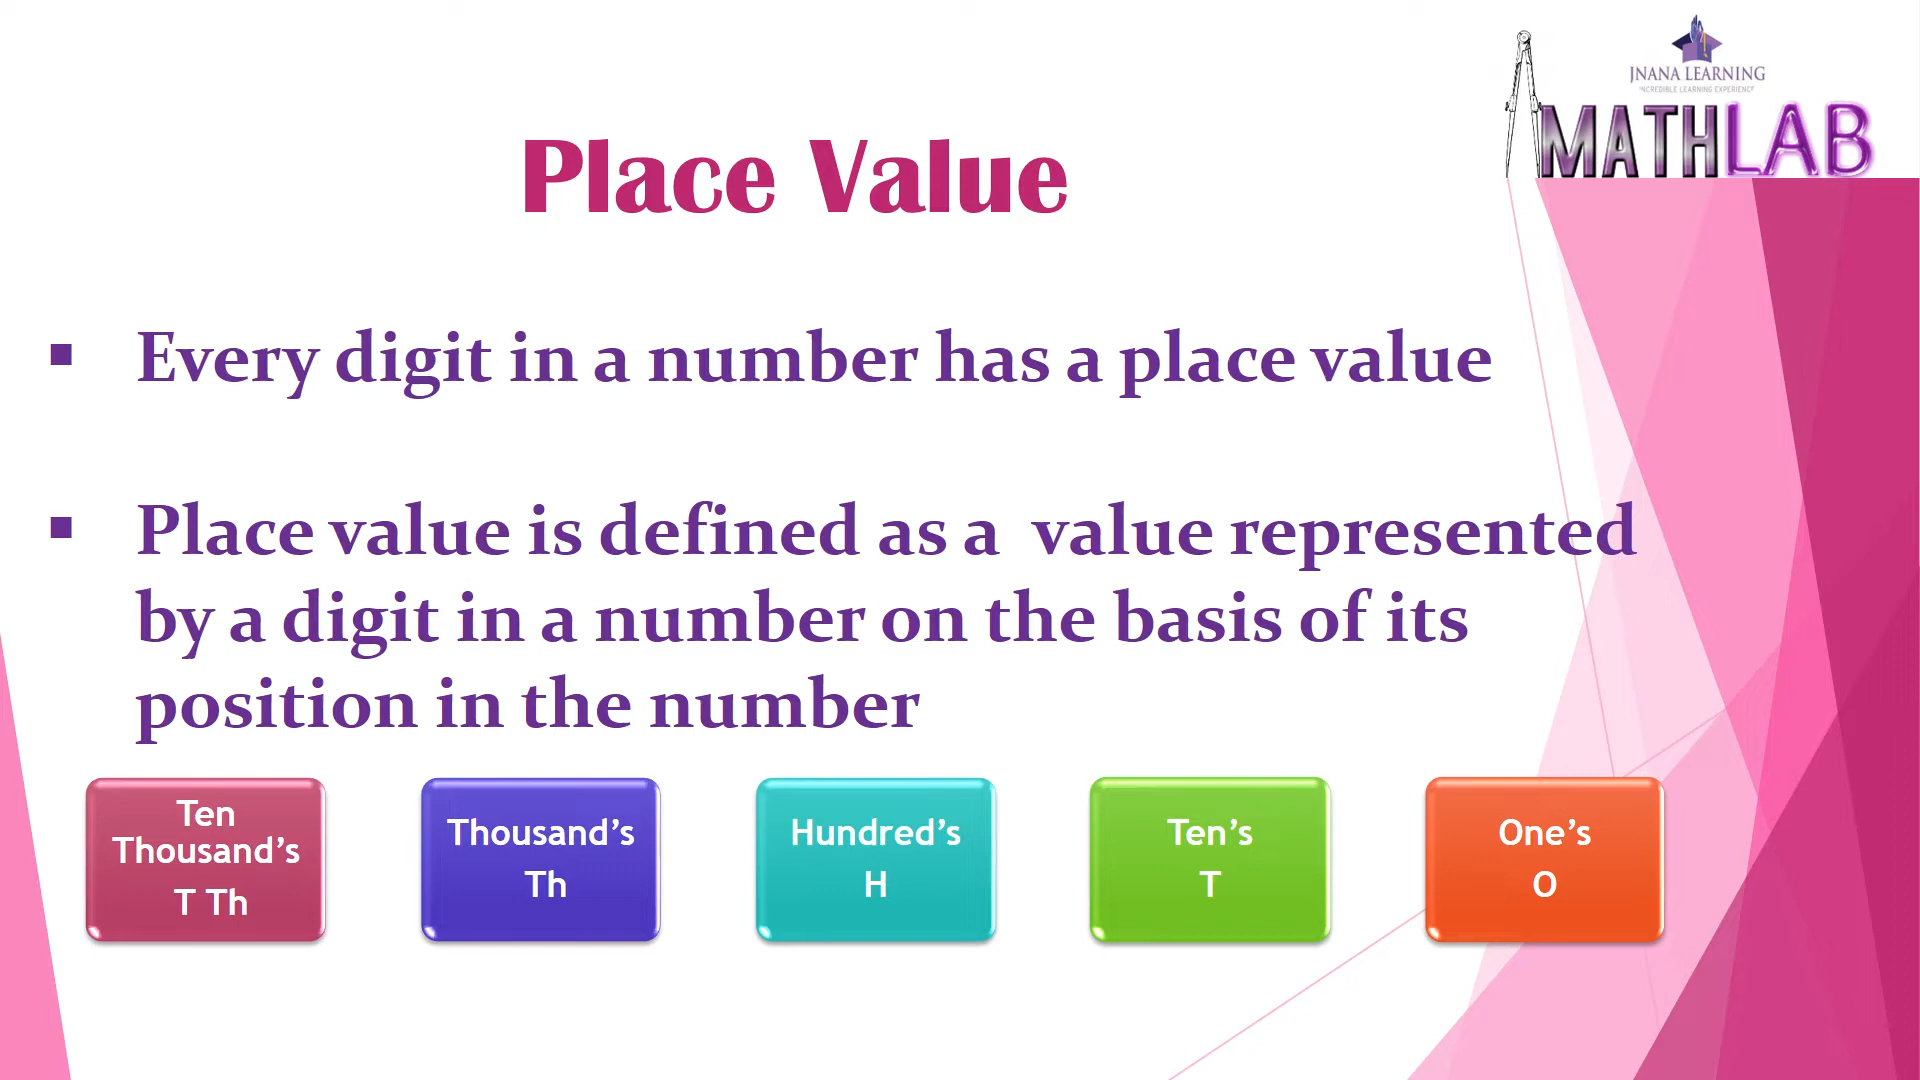 JNANA LEARNING
INCREDIBLE LEARNING EXPERIENCE
MATHLAB
Place Value
▪ Every digit in a number has a place value
▪ Place value is defined as a value represented
by a digit in a number on the basis of its
position in the number
Ten
Thousand’s
T Th
Thousand’s
Th
Hundred’s
H
Ten’s
T
One’s
O